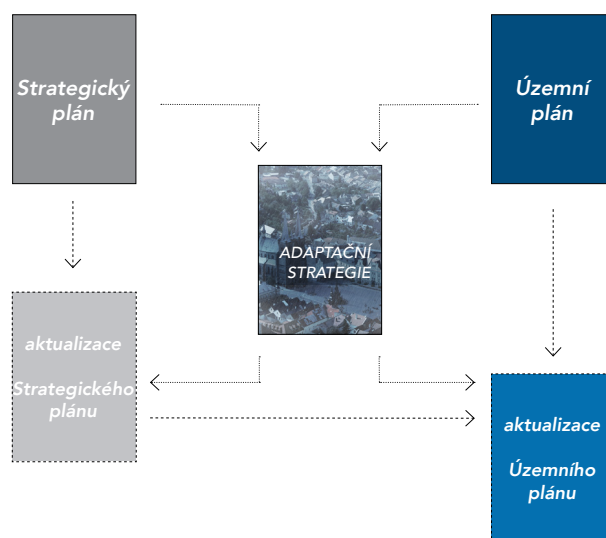 Strategický
plán
Územní
plán
ADAPTAČNÍ
STRATEGIE
aktualizace
Strategického
plánu
aktualizace
Územního
plánu